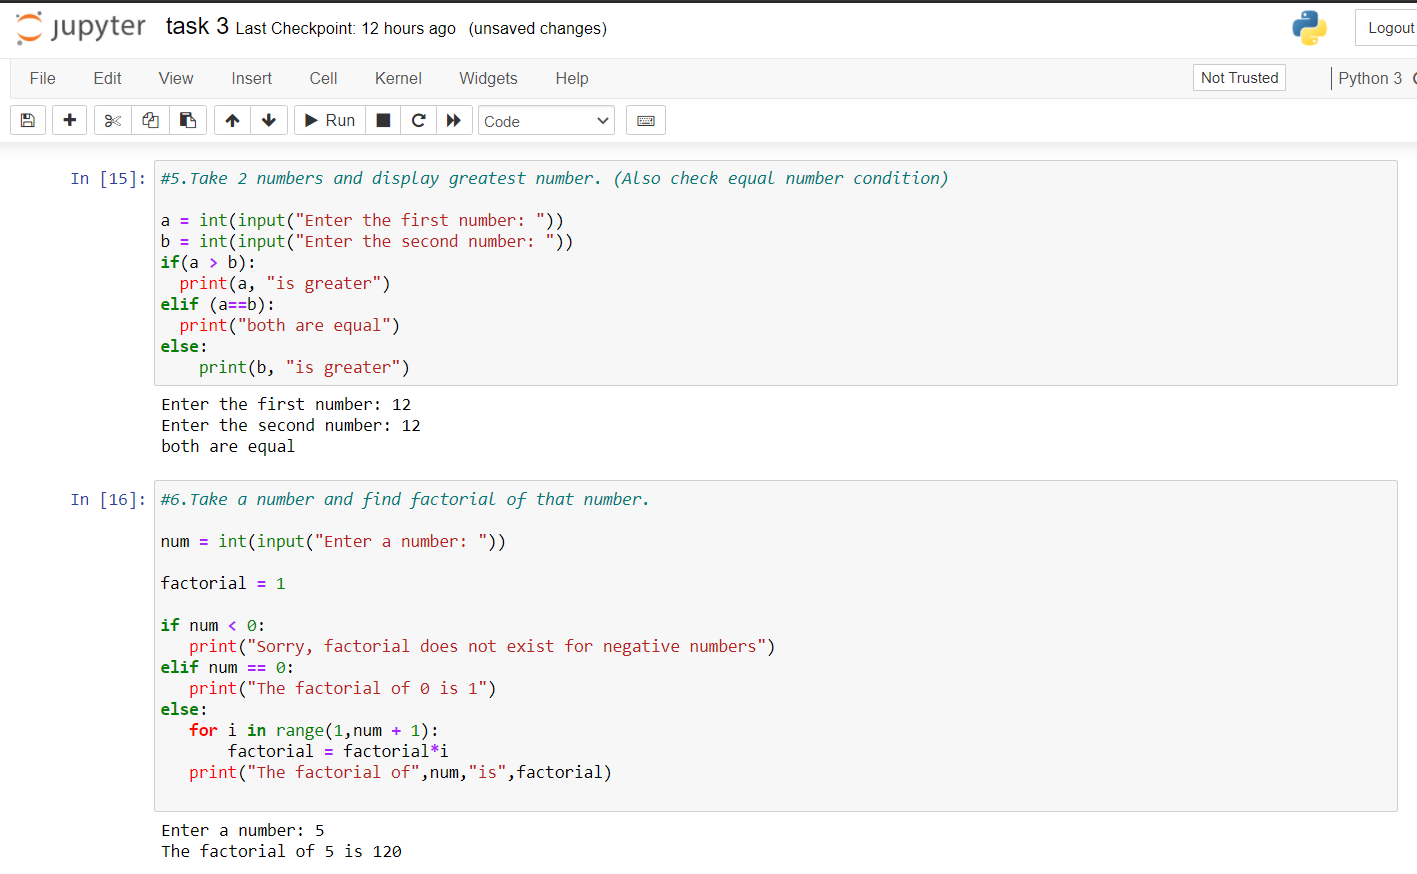 jupyter task 3 Last Checkpoint: 12 hours ago (unsaved changes) Logout
File Edit View Insert Cell Kernel Widgets Help Not Trusted Python 3
Run Code
In [15]: #5.Take 2 numbers and display greatest number. (Also check equal number condition)
a = int(input("Enter the first number: "))
b = int(input("Enter the second number: "))
if(a > b):
  print(a, "is greater")
elif (a==b):
  print("both are equal")
else:
    print(b, "is greater")
Enter the first number: 12
Enter the second number: 12
both are equal
In [16]: #6.Take a number and find factorial of that number.
num = int(input("Enter a number: "))
factorial = 1
if num < 0:
   print("Sorry, factorial does not exist for negative numbers")
elif num == 0:
   print("The factorial of 0 is 1")
else:
   for i in range(1,num + 1):
       factorial = factorial*i
   print("The factorial of",num,"is",factorial)
Enter a number: 5
The factorial of 5 is 120